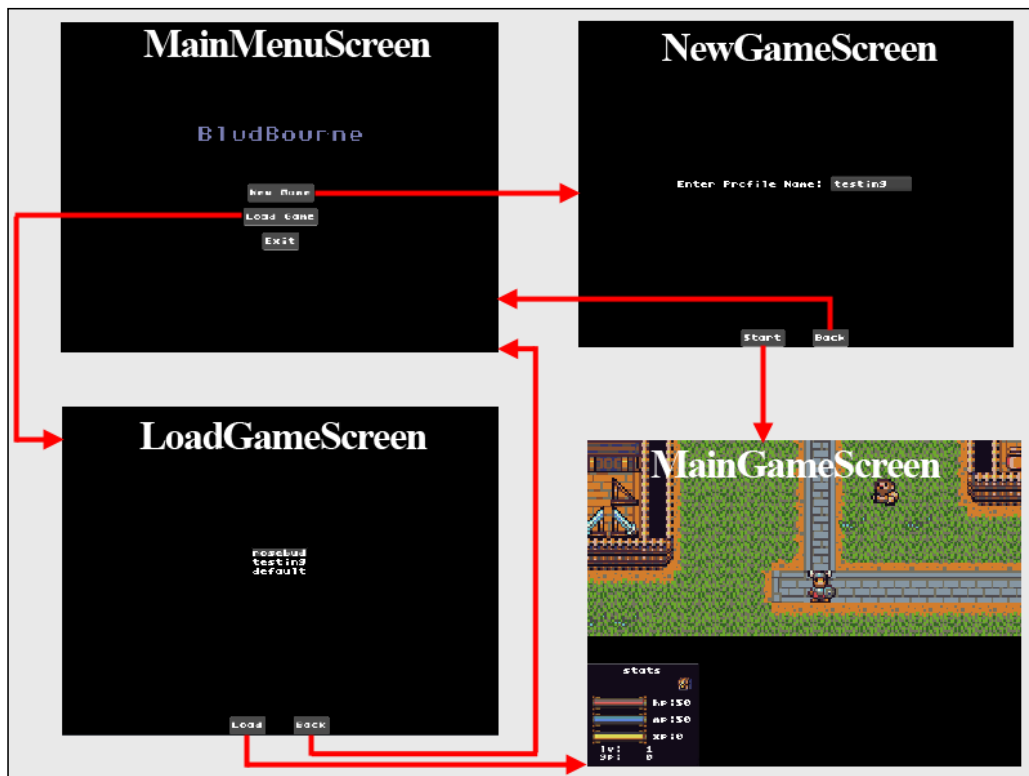 MainMenuScreen
BludBourne
New Game
Load Game
Exit
NewGameScreen
Enter Profile Name: testing
Start Back
LoadGameScreen
rosebud
testing
default
Load Back
MainGameScreen
stats
hp:50
mp:50
xp:0
lv: 1
gp: 0